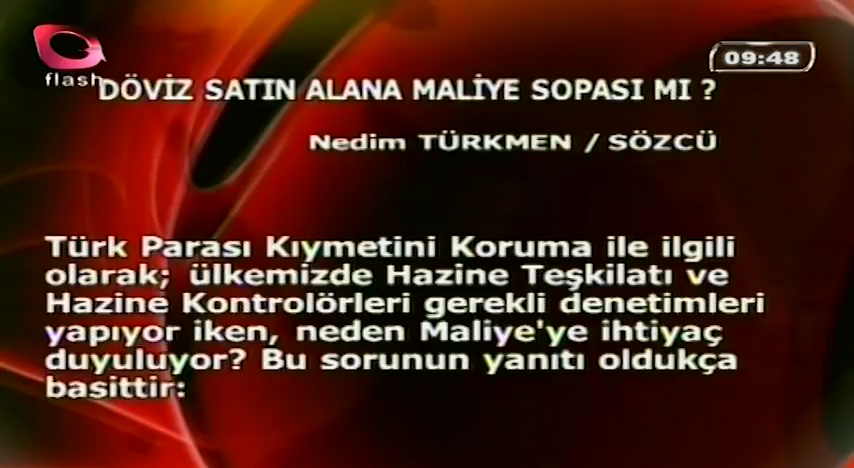 flash
09:48
DÖVİZ SATIN ALANA MALİYE SOPASI MI ?
Nedim TÜRKMEN / SÖZCÜ
Türk Parası Kıymetini Koruma ile ilgili
olarak; ülkemizde Hazine Teşkilatı ve
Hazine Kontrolörleri gerekli denetimleri
yapıyor iken, neden Maliye'ye ihtiyaç
duyuluyor? Bu sorunun yanıtı oldukça
basittir: